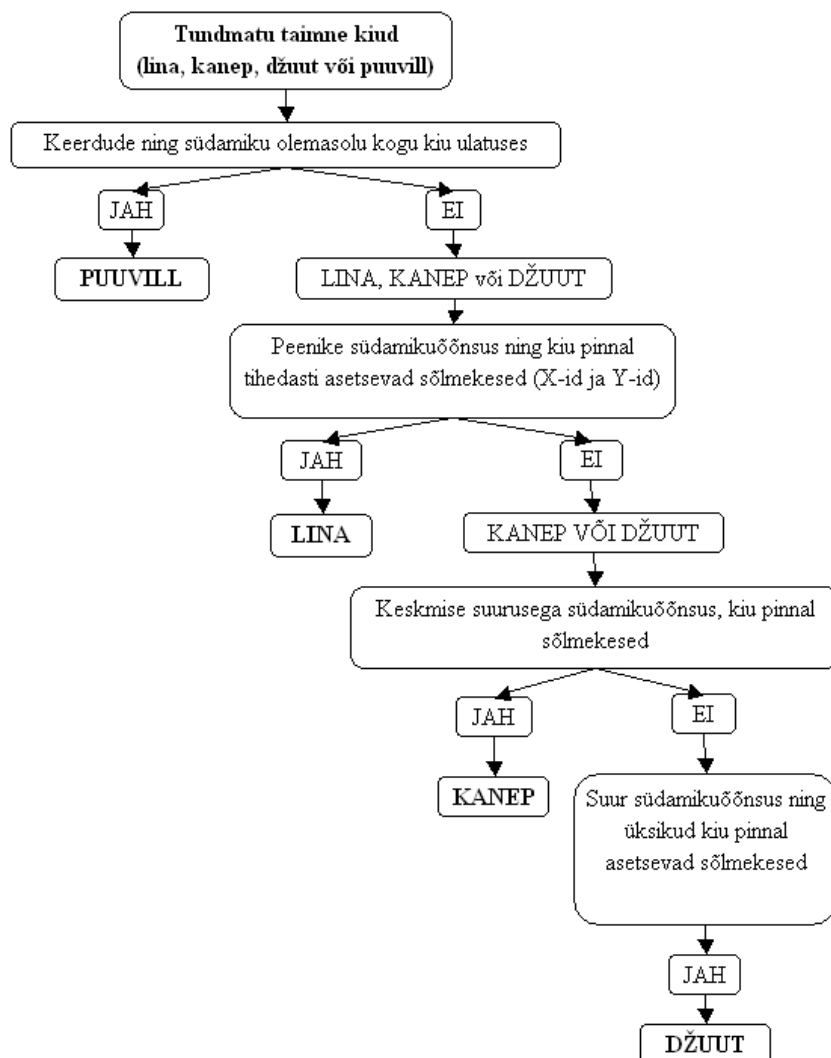 Tundmatu taimne kiud
(lina, kanep, džuut või puuvill)
Keerdude ning südamiku olemasolu kogu kiu ulatuses
JAH
EI
PUUVILL
LINA, KANEP või DŽUUT
Peenike südamikuõõnsus ning kiu pinnal
tihedasti asetsevad sõlmekesed (X-id ja Y-id)
JAH
EI
LINA
KANEP VÕI DŽUUT
Keskmise suurusega südamikuõõnsus, kiu pinnal
sõlmekesed
JAH
EI
KANEP
Suur südamikuõõnsus ning
üksikud kiu pinnal
asetsevad sõlmekesed
JAH
DŽUUT